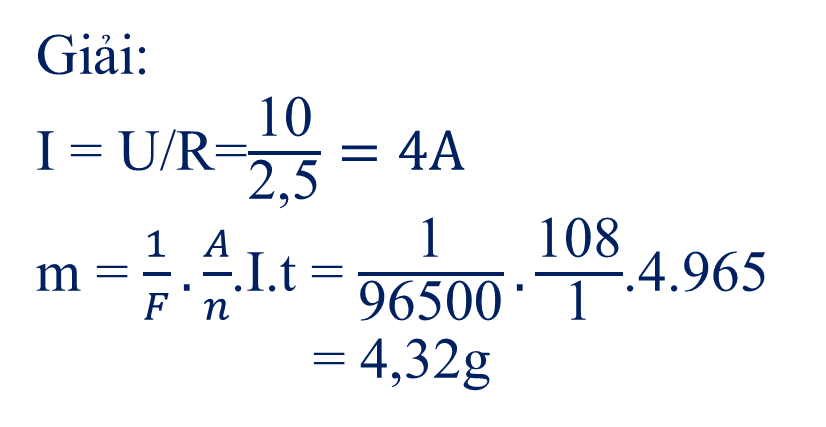 Giải:
I = U/R=10/2,5 = 4A
m = 1/F . A/n .I.t = 1/96500 . 108/1 .4.965
= 4,32g